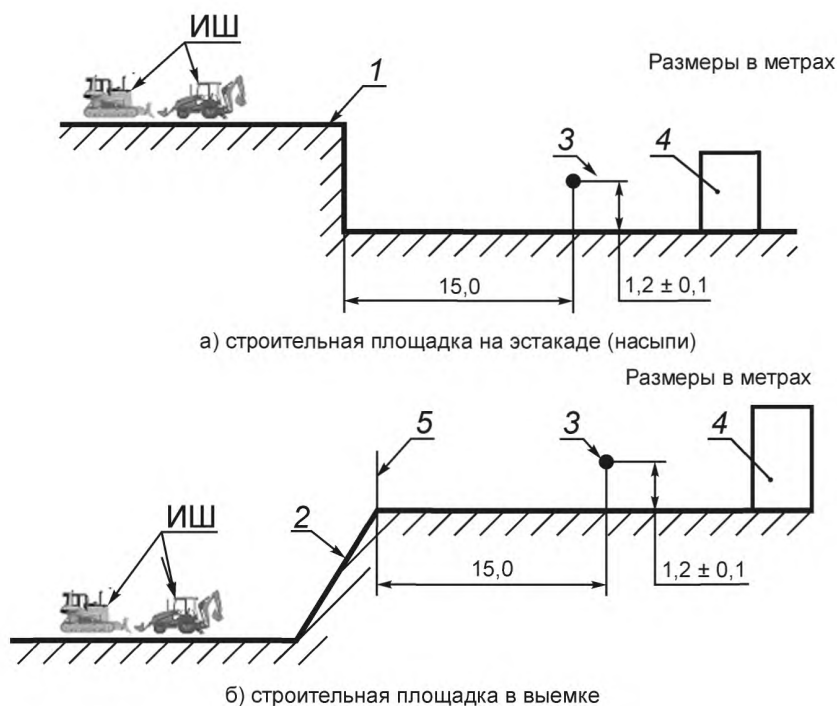 ИШ
Размеры в метрах
1
3
4
15,0
1,2 ± 0,1
а) строительная площадка на эстакаде (насыпи)
Размеры в метрах
5
3
4
ИШ
2
15,0
1,2 ± 0,1
б) строительная площадка в выемке